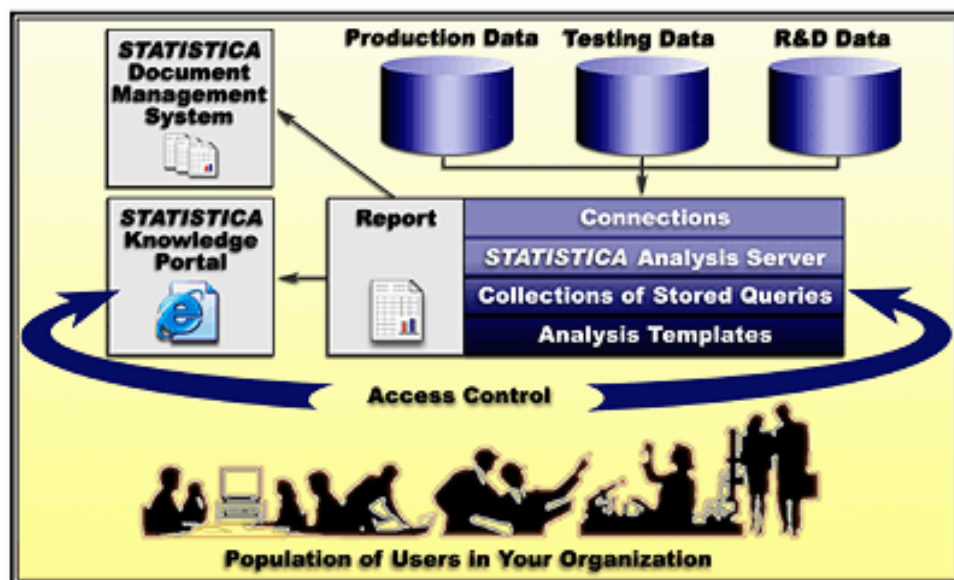 STATISTICA
Document
Management
System
Production Data
Testing Data
R&D Data
STATISTICA
Knowledge
Portal
Report
Connections
STATISTICA Analysis Server
Collections of Stored Queries
Analysis Templates
Access Control
Population of Users in Your Organization